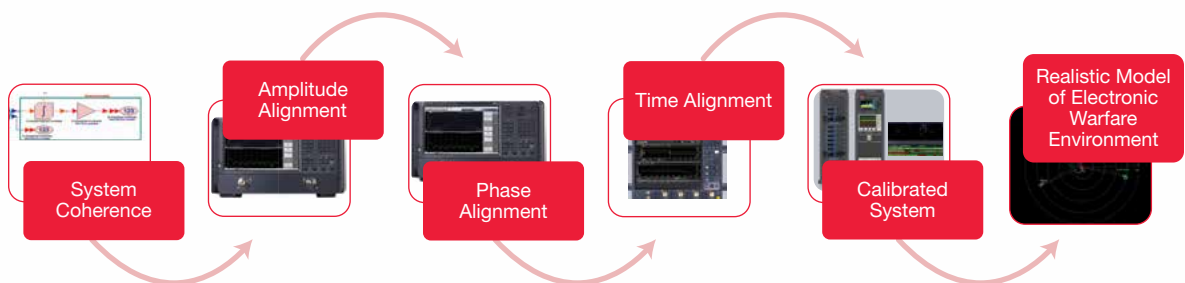 System
Coherence
Amplitude
Alignment
Phase
Alignment
Time Alignment
Calibrated
System
Realistic Model
of Electronic
Warfare
Environment